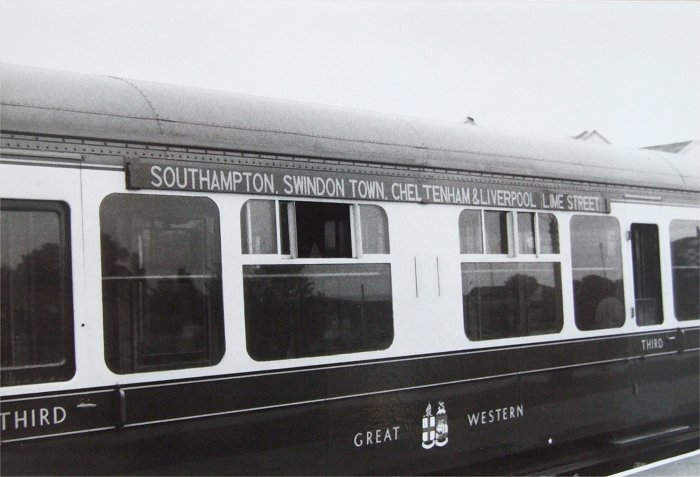 SOUTHAMPTON. SWINDON TOWN. CHELTENHAM & LIVERPOOL LIME STREET
THIRD
THIRD
GREAT WESTERN